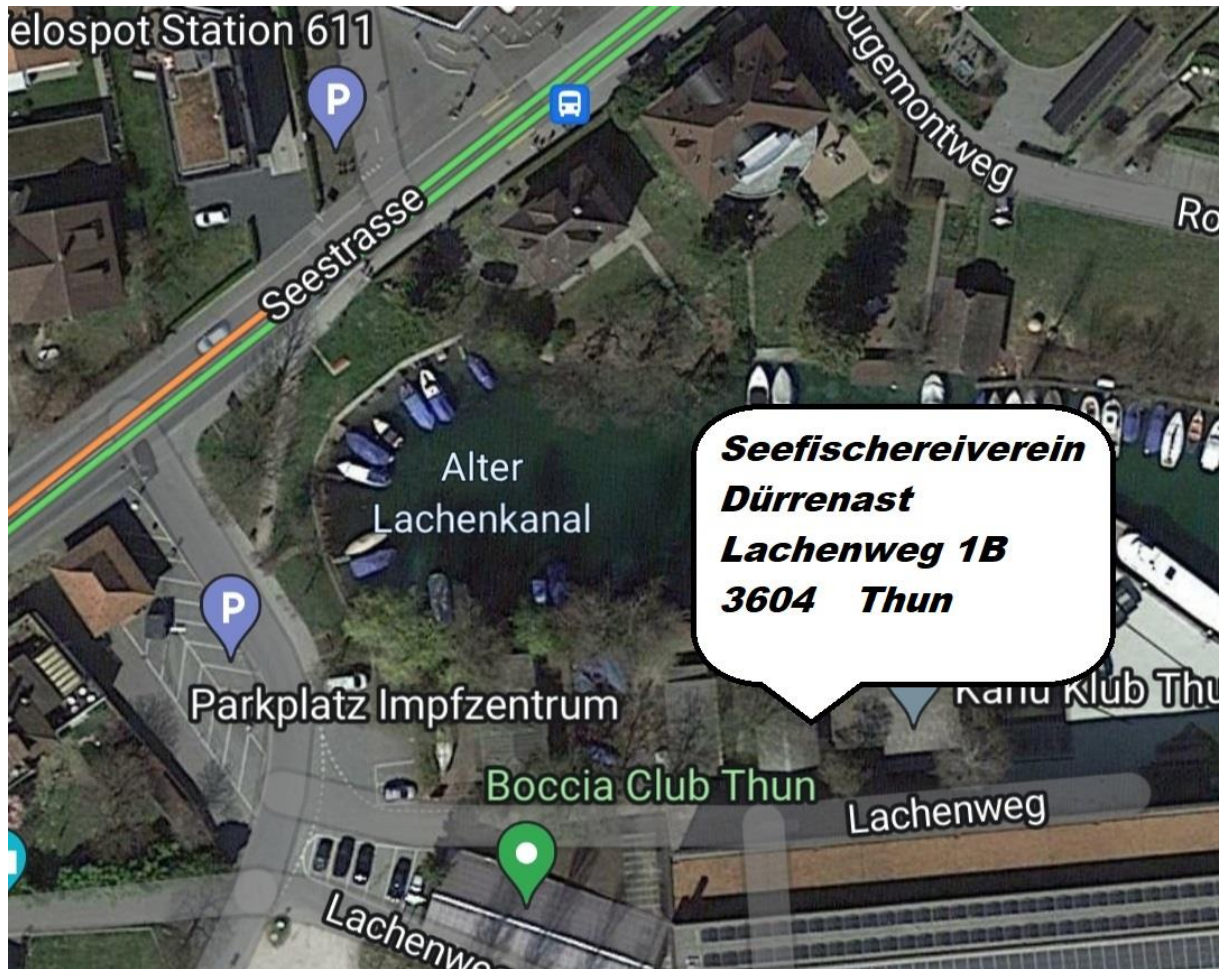 elospot Station 611
P
ougemontweg
Ro
Seestrasse
Alter
Lachenkanal
Seefischereiverein
Dürrenast
Lachenweg 1B
3604 Thun
P
Parkplatz Impfzentrum
Kanu Klub Thu
Boccia Club Thun
Lachenweg
Lachenwe